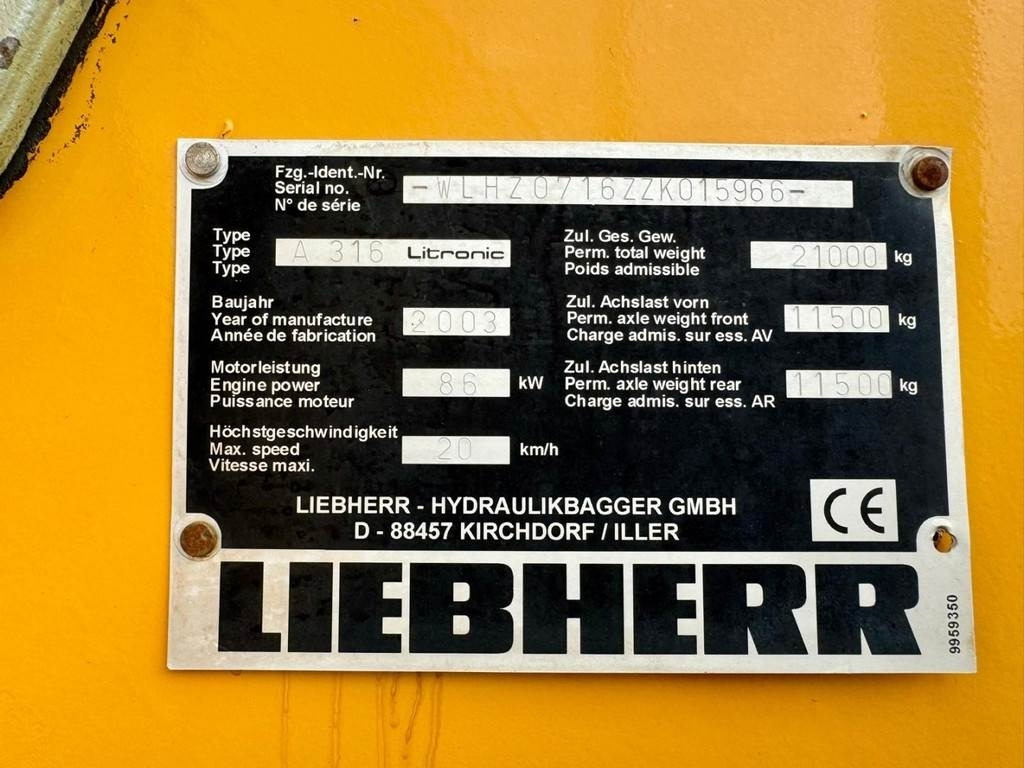 Fzg.-Ident.-Nr.
Serial no.
N° de série
-WLHZ0716ZZK015966-
Type
Type
Type
A 316 Litronic
Zul. Ges. Gew.
Perm. total weight
Poids admissible
21000 kg
Baujahr
Year of manufacture
Année de fabrication
2003
Zul. Achslast vorn
Perm. axle weight front
Charge admis. sur ess. AV
11500 kg
Motorleistung
Engine power
Puissance moteur
86 kW
Zul. Achslast hinten
Perm. axle weight rear
Charge admis. sur ess. AR
11500 kg
Höchstgeschwindigkeit
Max. speed
Vitesse maxi.
20 km/h
LIEBHERR - HYDRAULIKBAGGER GMBH
D - 88457 KIRCHDORF / ILLER
CE
LIEBHERR
9959350